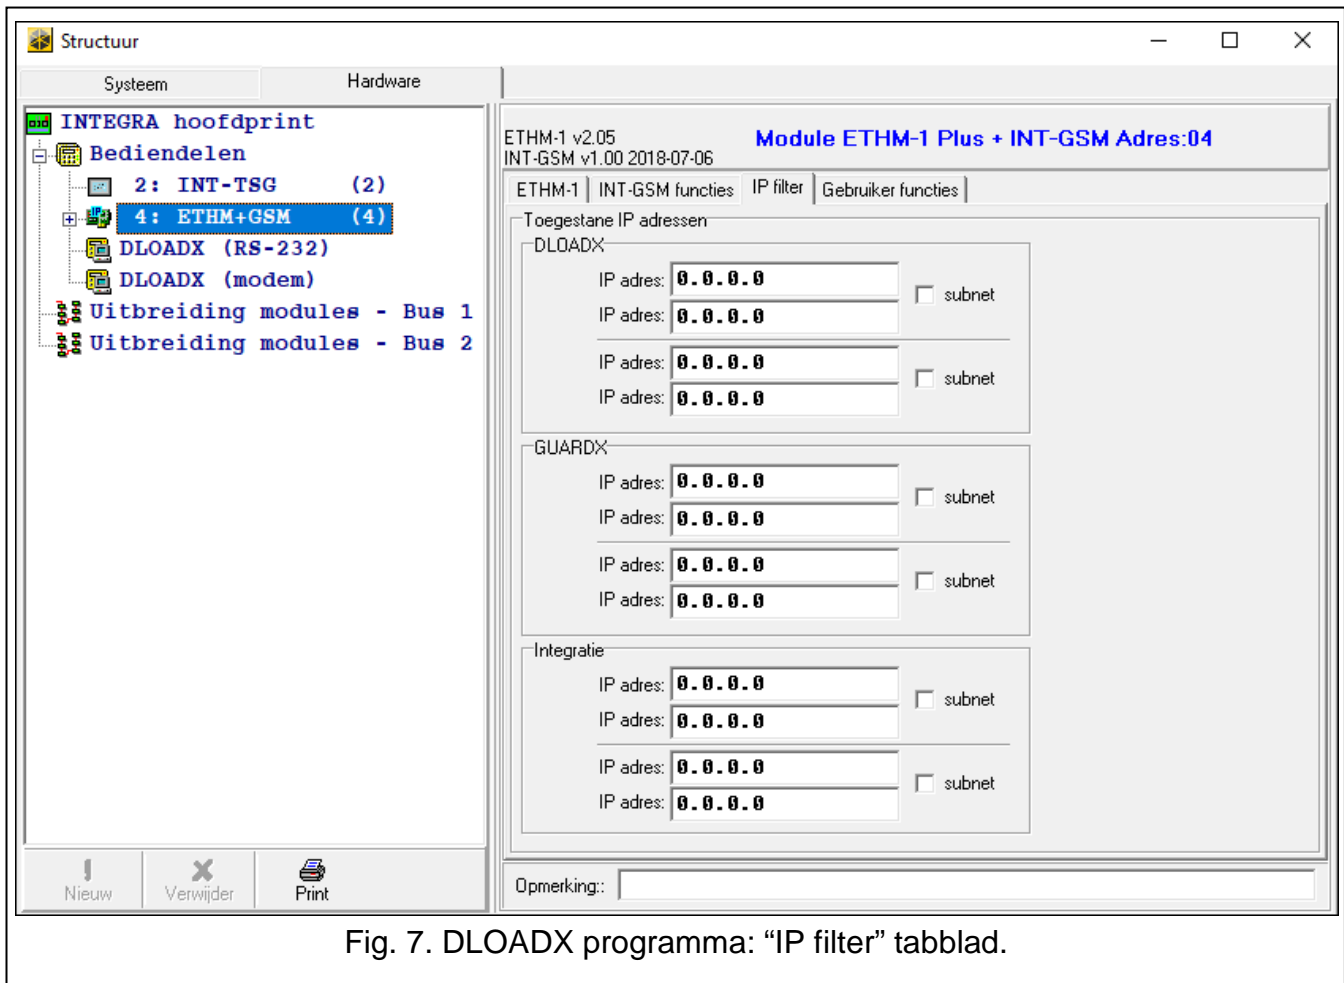 Structuur
Systeem
Hardware
INTEGRA hoofdprint
Bediendelen
2: INT-TSG (2)
4: ETHM+GSM (4)
DLOADX (RS-232)
DLOADX (modem)
Uitbreiding modules - Bus 1
Uitbreiding modules - Bus 2
Nieuw
Verwijder
Print
ETHM-1 v2.05
INT-GSM v1.00 2018-07-06
Module ETHM-1 Plus + INT-GSM Adres:04
ETHM-1
INT-GSM functies
IP filter
Gebruiker functies
Toegestane IP adressen
DLOADX
IP adres: 0.0.0.0
IP adres: 0.0.0.0
subnet
IP adres: 0.0.0.0
IP adres: 0.0.0.0
subnet
GUARDX
IP adres: 0.0.0.0
IP adres: 0.0.0.0
subnet
IP adres: 0.0.0.0
IP adres: 0.0.0.0
subnet
Integratie
IP adres: 0.0.0.0
IP adres: 0.0.0.0
subnet
IP adres: 0.0.0.0
IP adres: 0.0.0.0
subnet
Opmerking::
Fig. 7. DLOADX programma: “IP filter” tabblad.